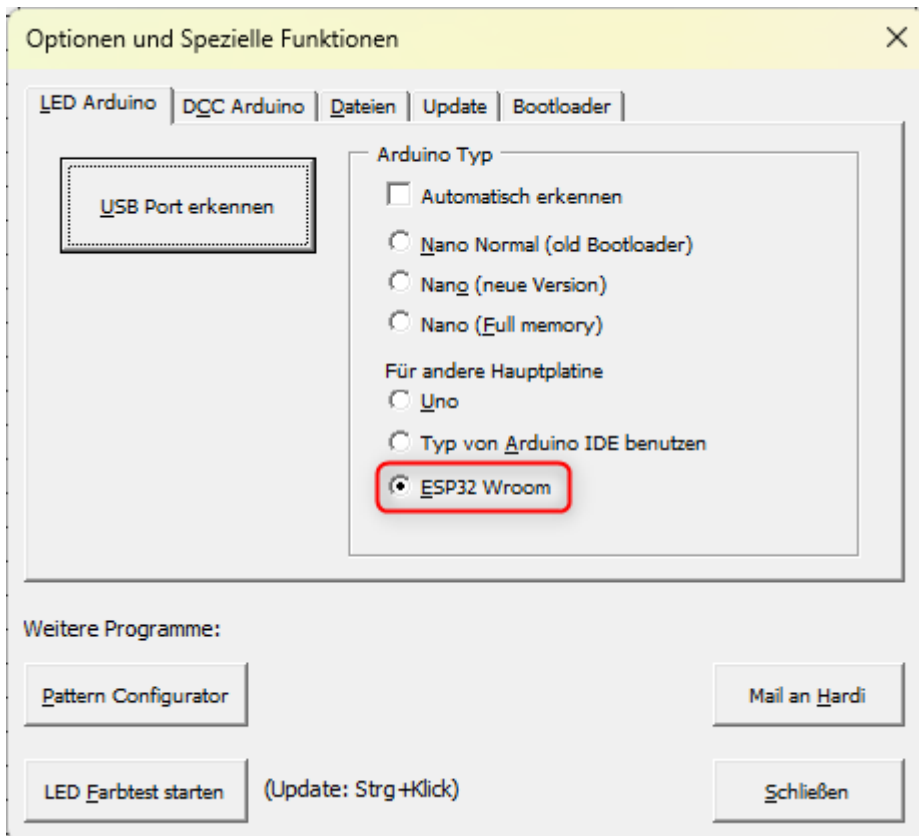 Optionen und Spezielle Funktionen
LED Arduino
DCC Arduino
Dateien
Update
Bootloader
USB Port erkennen
Arduino Typ
Automatisch erkennen
Nano Normal (old Bootloader)
Nano (neue Version)
Nano (Full memory)
Für andere Hauptplatine
Uno
Typ von Arduino IDE benutzen
ESP32 Wroom
Weitere Programme:
Pattern Configurator
Mail an Hardi
LED Farbtest starten
(Update: Strg+Klick)
Schließen